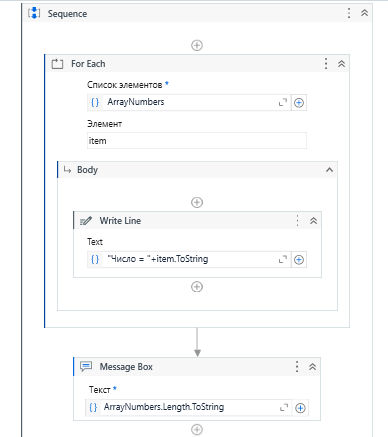 Sequence
For Each
Список элементов *
{ } ArrayNumbers
Элемент
item
Body
Write Line
Text
{ } "Число = "+item.ToString
Message Box
Текст *
{ } ArrayNumbers.Length.ToString